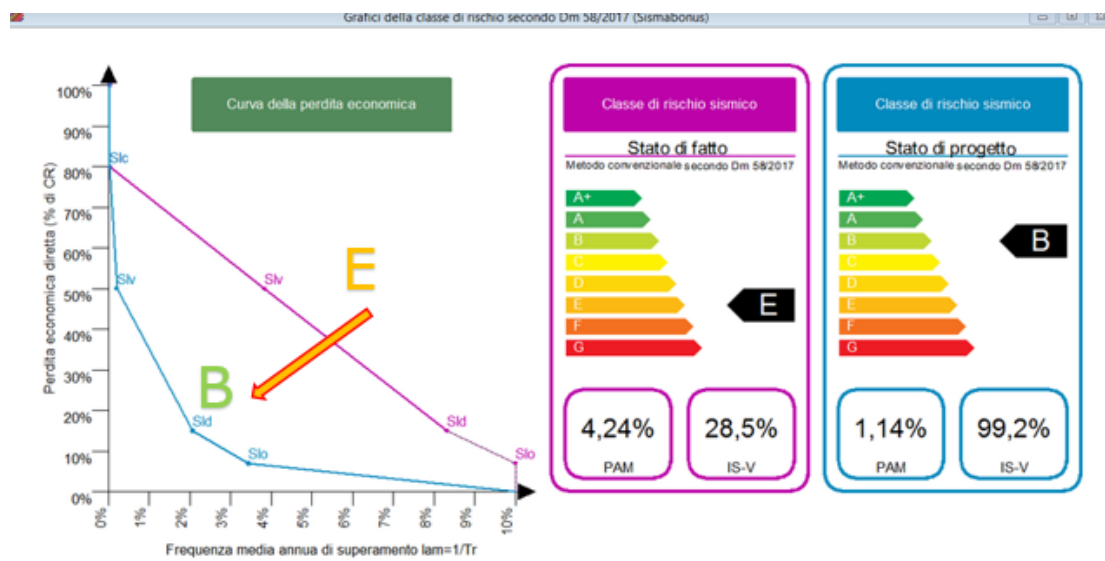 Grafici della classe di rischio secondo Dm 58/2017 (Sismabonus)
Curva della perdita economica
Perdita economica diretta (% di CR)
100%
90%
80%
70%
60%
50%
40%
30%
20%
10%
0%
Slc
Slv
Slv
Sld
Sld
Slo
Slo
E
B
0%
1%
2%
3%
4%
5%
6%
7%
8%
9%
10%
Frequenza media annua di superamento lam=1/Tr
Classe di rischio sismico
Stato di fatto
Metodo convenzionale secondo Dm 58/2017
A+
A
B
C
D
E
F
G
E
4,24%
PAM
28,5%
IS-V
Classe di rischio sismico
Stato di progetto
Metodo convenzionale secondo Dm 58/2017
A+
A
B
C
D
E
F
G
B
1,14%
PAM
99,2%
IS-V